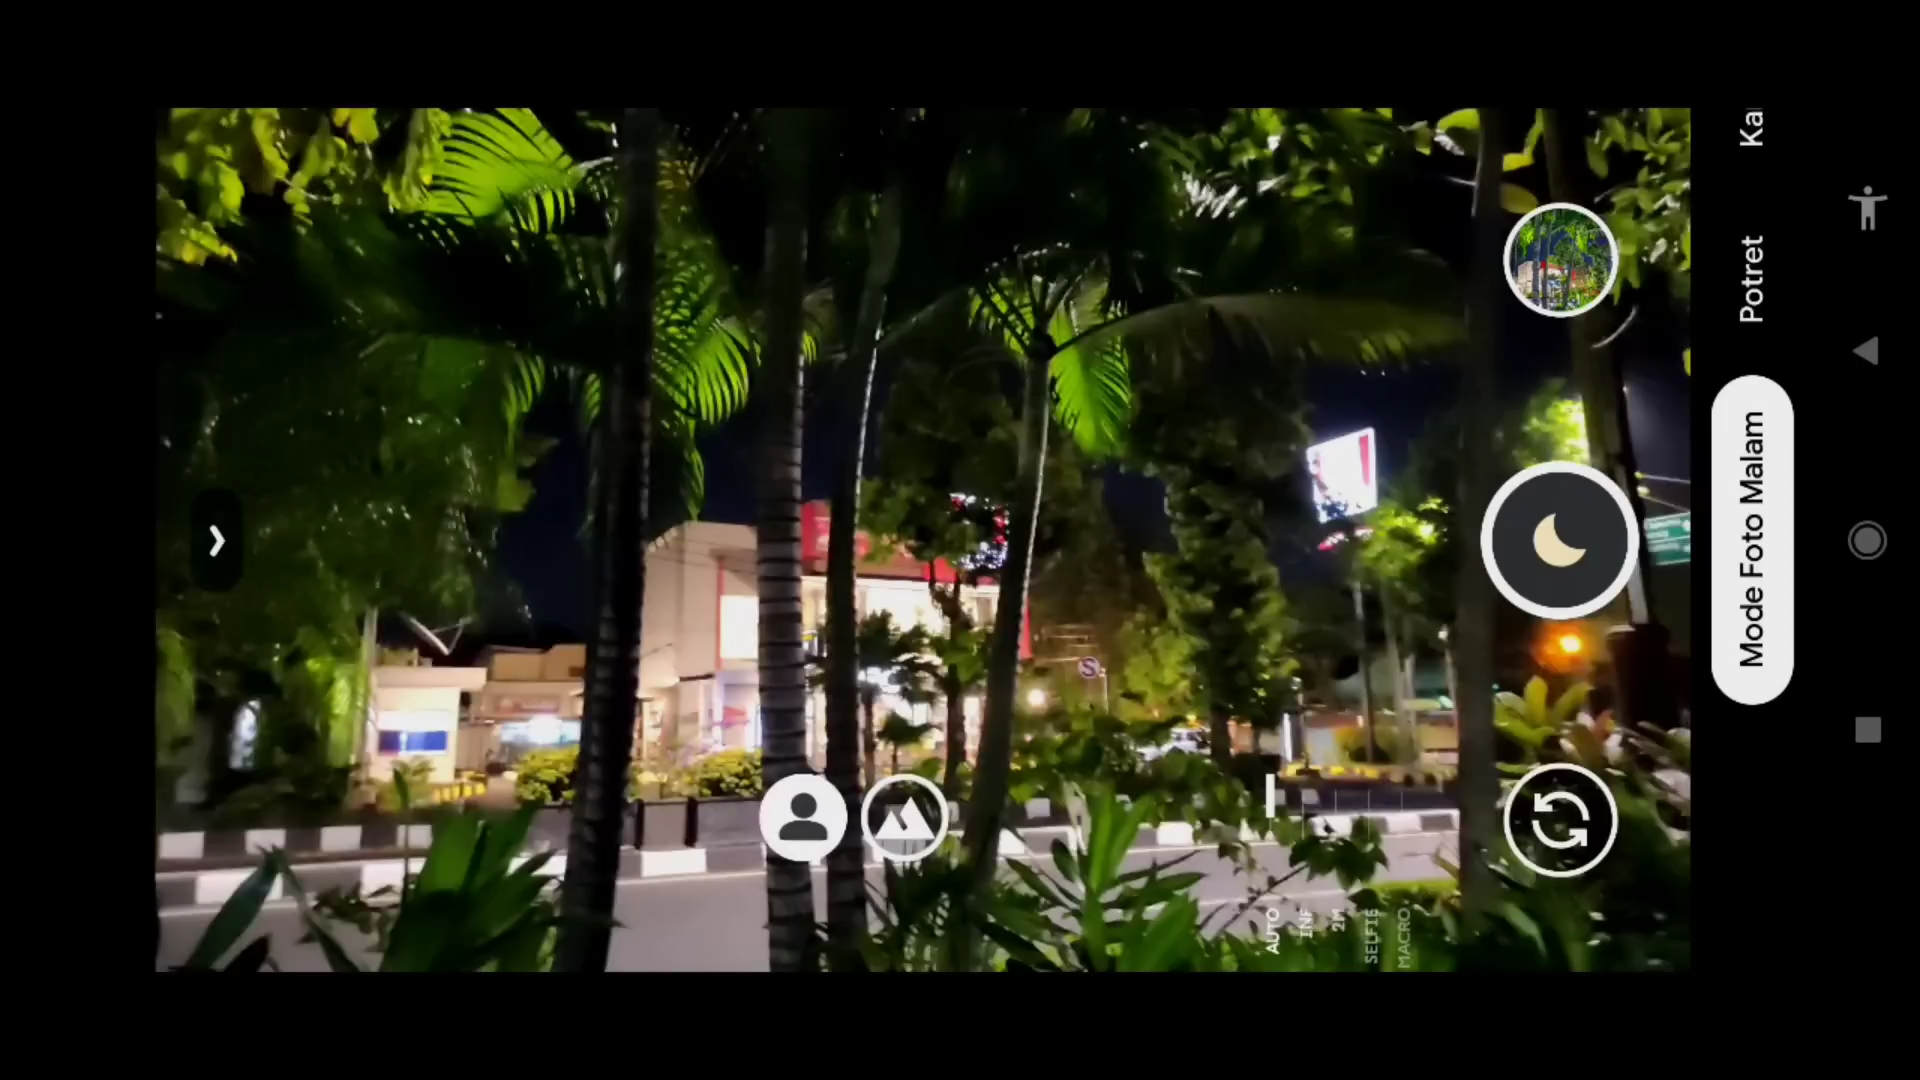 Ka
Potret
Mode Foto Malam
AUTO
INF
2M
SELFIE
MACRO
S